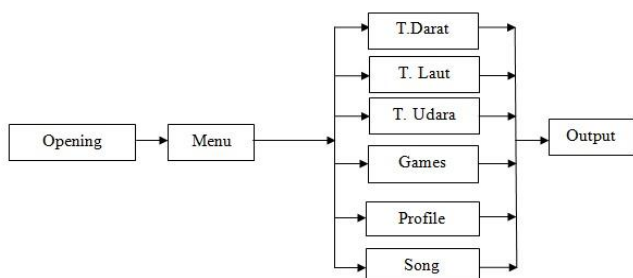 Opening
Menu
T.Darat
T. Laut
T. Udara
Games
Profile
Song
Output